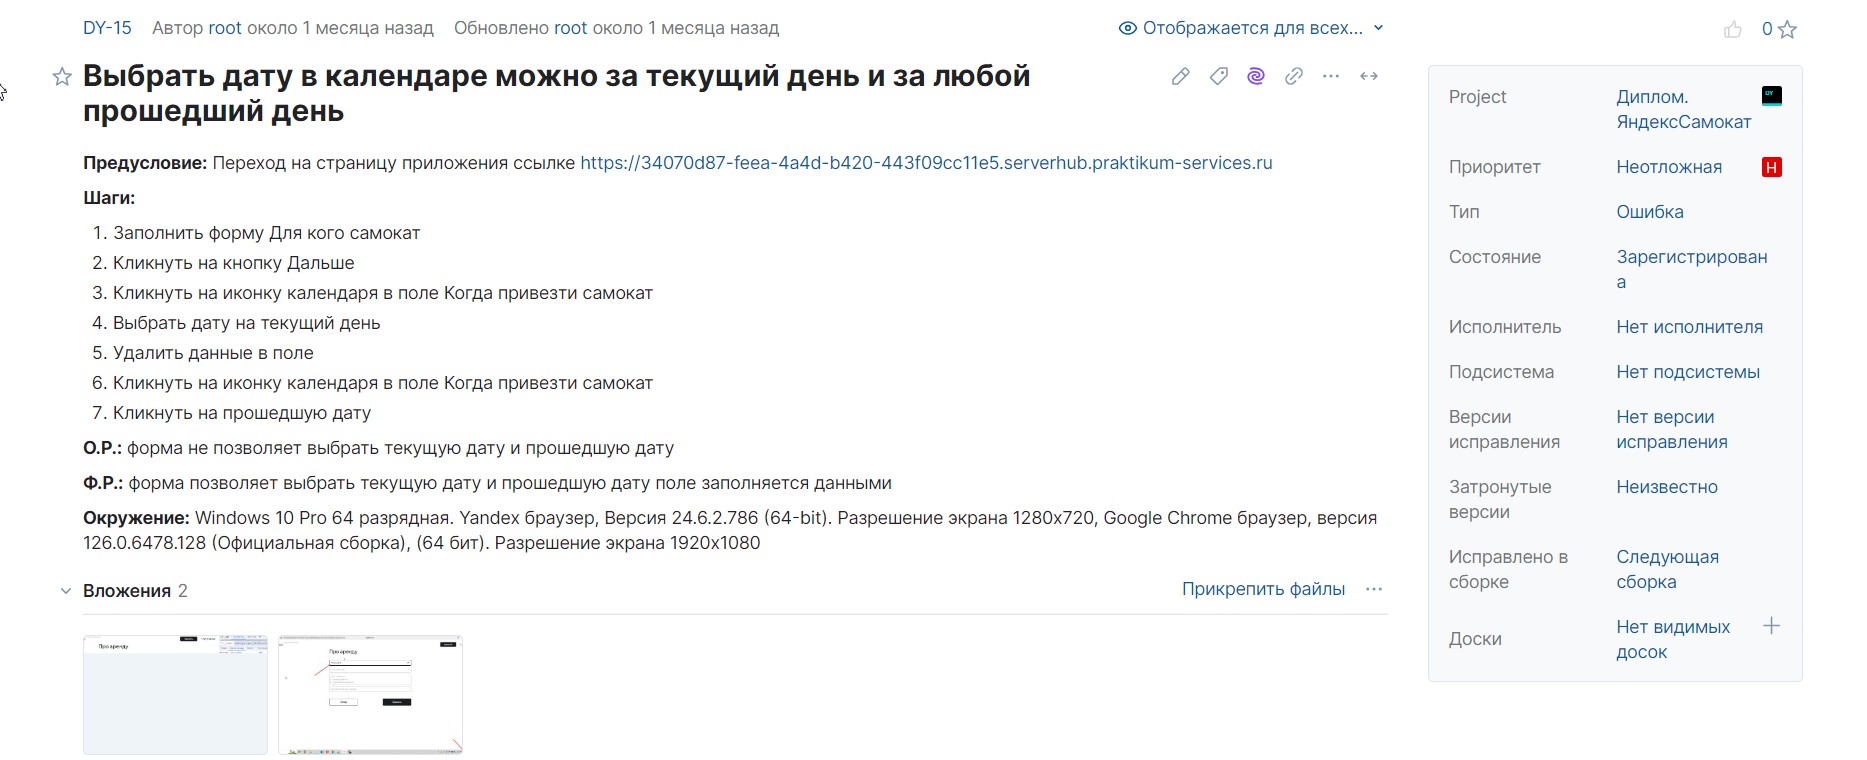 DY-15 Автор root около 1 месяца назад Обновлено root около 1 месяца назад Отображается для всех... 0
Выбрать дату в календаре можно за текущий день и за любой
прошедший день
Предусловие: Переход на страницу приложения ссылке https://34070d87-feea-4a4d-b420-443f09cc11e5.serverhub.praktikum-services.ru
Шаги:
1. Заполнить форму Для кого самокат
2. Кликнуть на кнопку Дальше
3. Кликнуть на иконку календаря в поле Когда привезти самокат
4. Выбрать дату на текущий день
5. Удалить данные в поле
6. Кликнуть на иконку календаря в поле Когда привезти самокат
7. Кликнуть на прошедшую дату
О.Р.: форма не позволяет выбрать текущую дату и прошедшую дату
Ф.Р.: форма позволяет выбрать текущую дату и прошедшую дату поле заполняется данными
Окружение: Windows 10 Pro 64 разрядная. Yandex браузер, Версия 24.6.2.786 (64-bit). Разрешение экрана 1280x720, Google Chrome браузер, версия
126.0.6478.128 (Официальная сборка), (64 бит). Разрешение экрана 1920x1080
Вложения 2 Прикрепить файлы
Про аренду
Про аренду
Project Диплом. DY
ЯндексСамокат
Приоритет Неотложная Н
Тип Ошибка
Состояние Зарегистрирован
а
Исполнитель Нет исполнителя
Подсистема Нет подсистемы
Версии Нет версии
исправления исправления
Затронутые Неизвестно
версии
Исправлено в Следующая
сборке сборка
Доски Нет видимых
досок